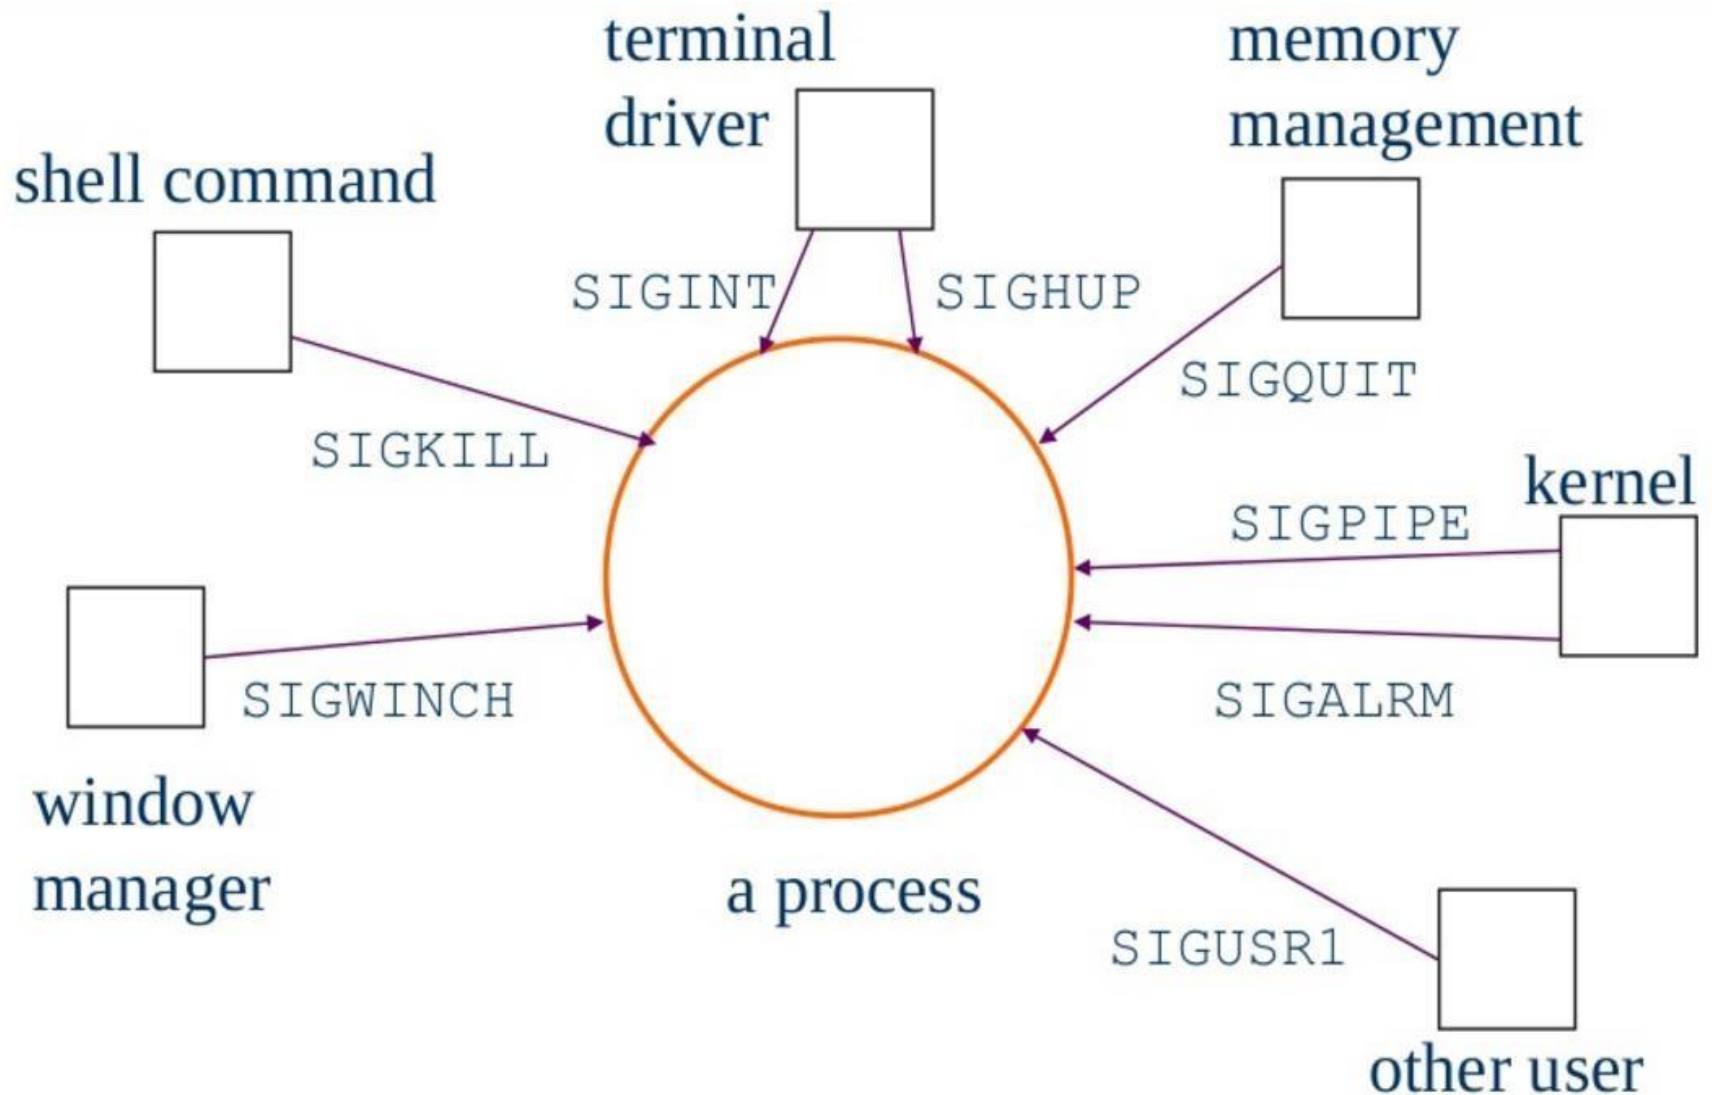 terminal
driver
memory
management
shell command
SIGINT
SIGHUP
SIGQUIT
SIGKILL
kernel
SIGPIPE
SIGWINCH
SIGALRM
window
manager
a process
SIGUSR1
other user